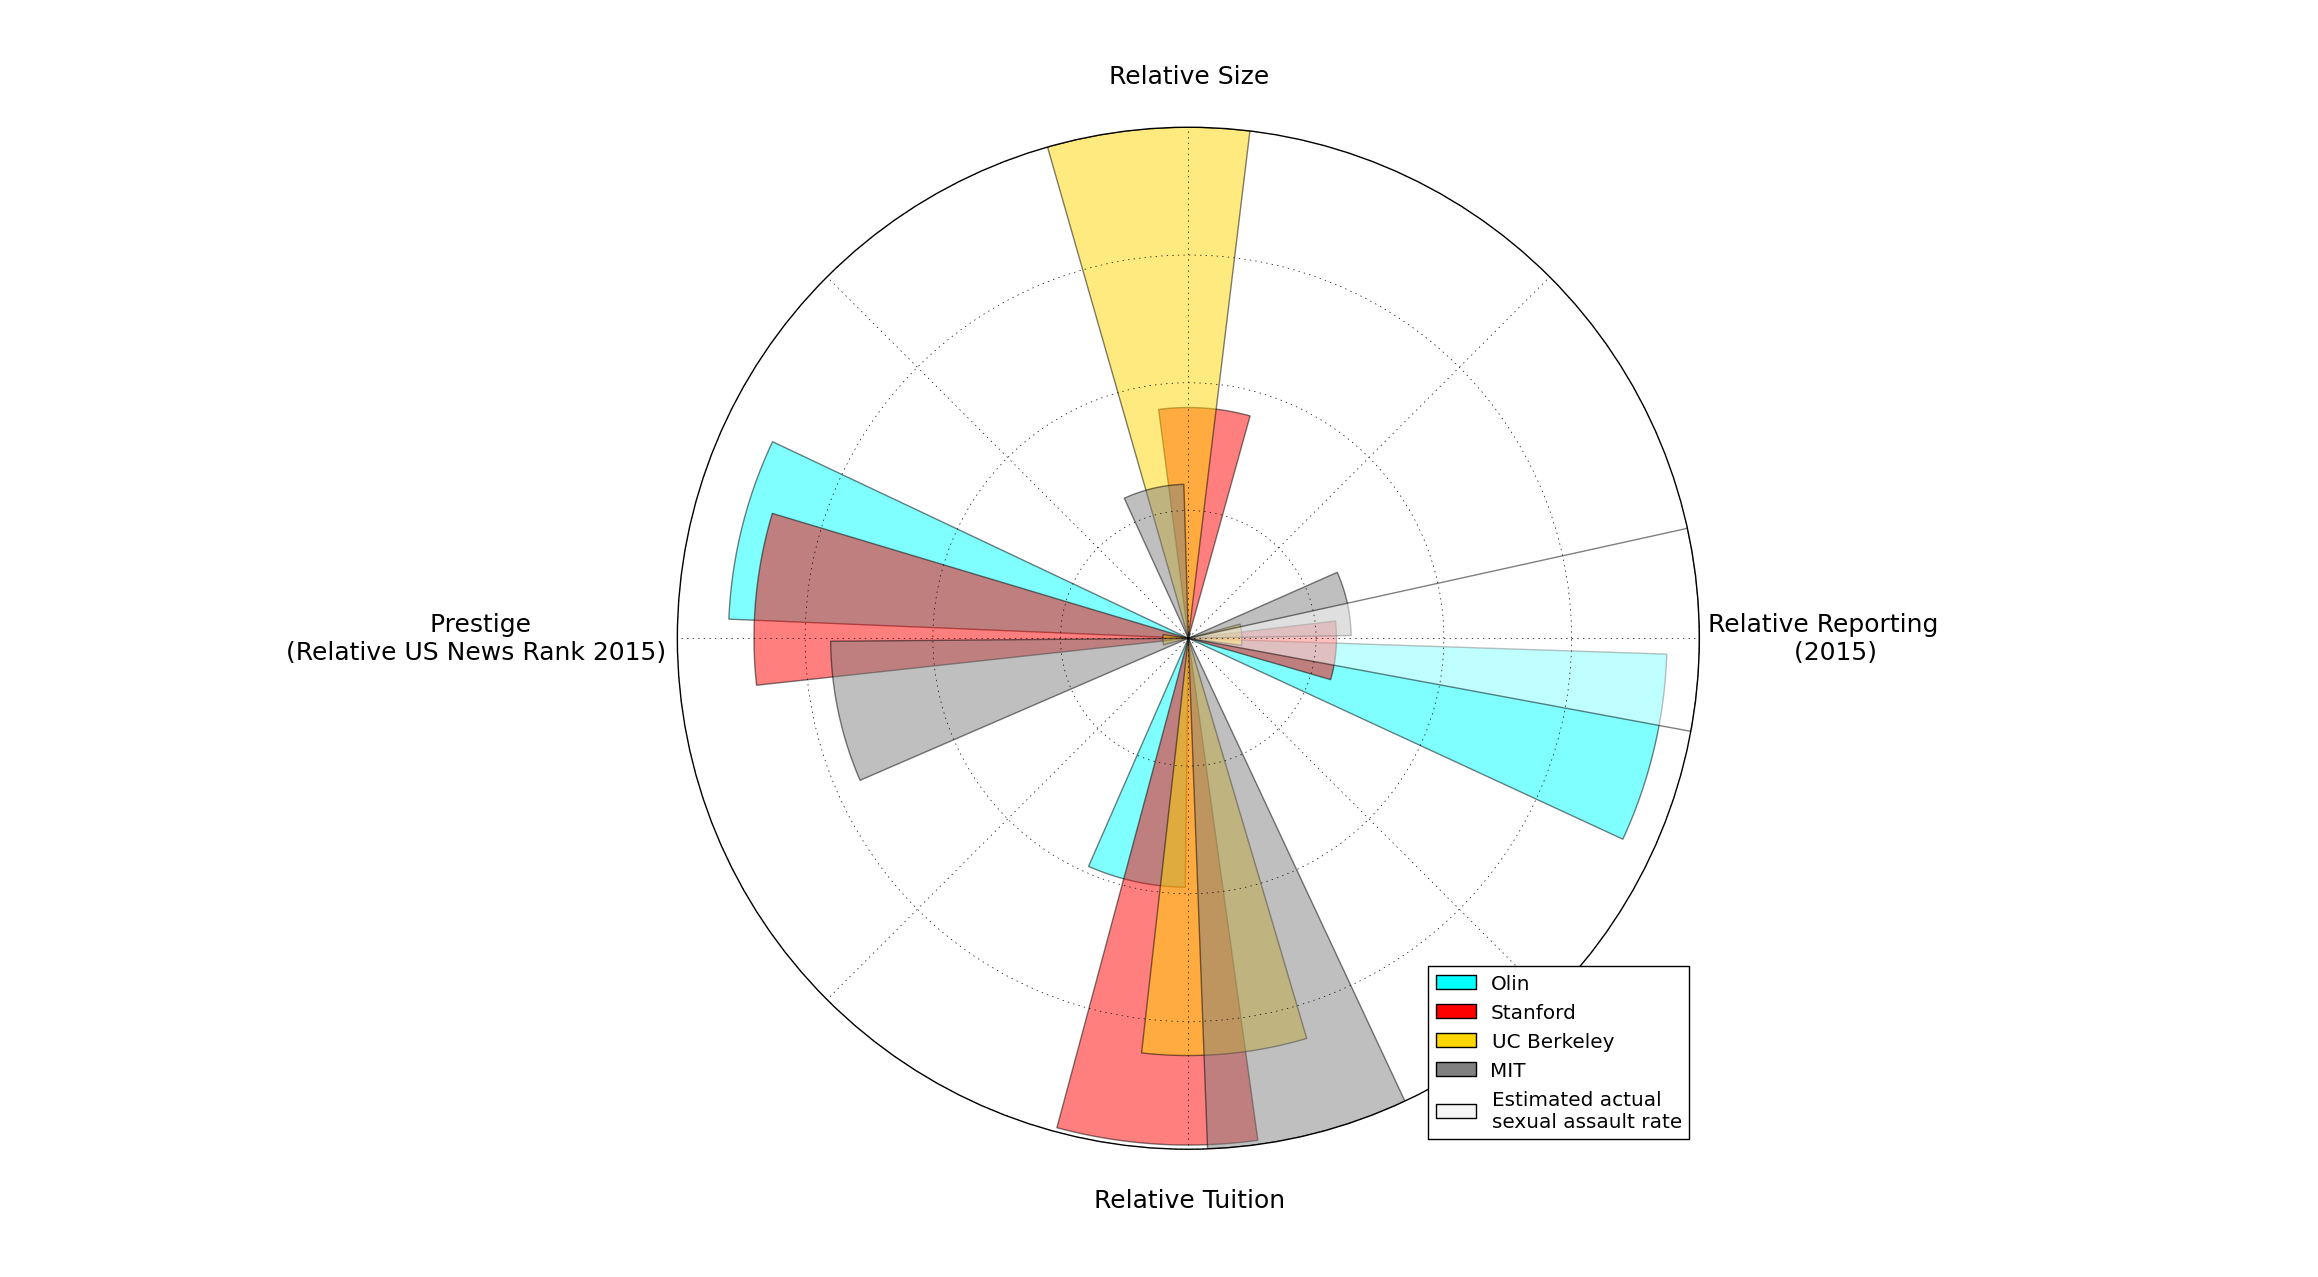 Relative Size
Prestige
(Relative US News Rank 2015)
Relative Reporting
(2015)
Olin
Stanford
UC Berkeley
MIT
Estimated actual
sexual assault rate
Relative Tuition